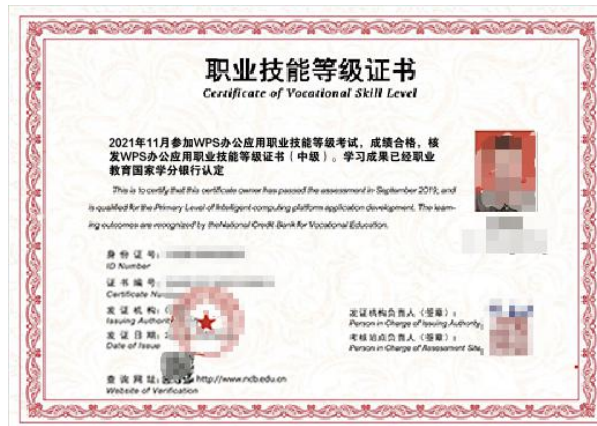 职业技能等级证书
Certificate of Vocational Skill Level
2021年11月参加WPS办公应用职业技能等级考试，成绩合格，核
发WPS办公应用职业技能等级证书（中级）。学习成果已经职业
教育国家学分银行认定
This is to certify that this certificate owner has passed the assessment in September 2019, and
is qualified for the Primary Level of Intelligent computing platform application development. The learn-
ing outcomes are recognized by the National Credit Bank for Vocational Education.
身份证号：
ID Number
证书编号：
Certificate Nu
发证机构：
Issuing Authority
发证日期：
Date of Issue
发证机构负责人（签章）：
Person in Charge of Issuing Authority
考核站点负责人（签章）：
Person in Charge of Assessment Site
查询网址：http://www.ncb.edu.cn
Website of Verification